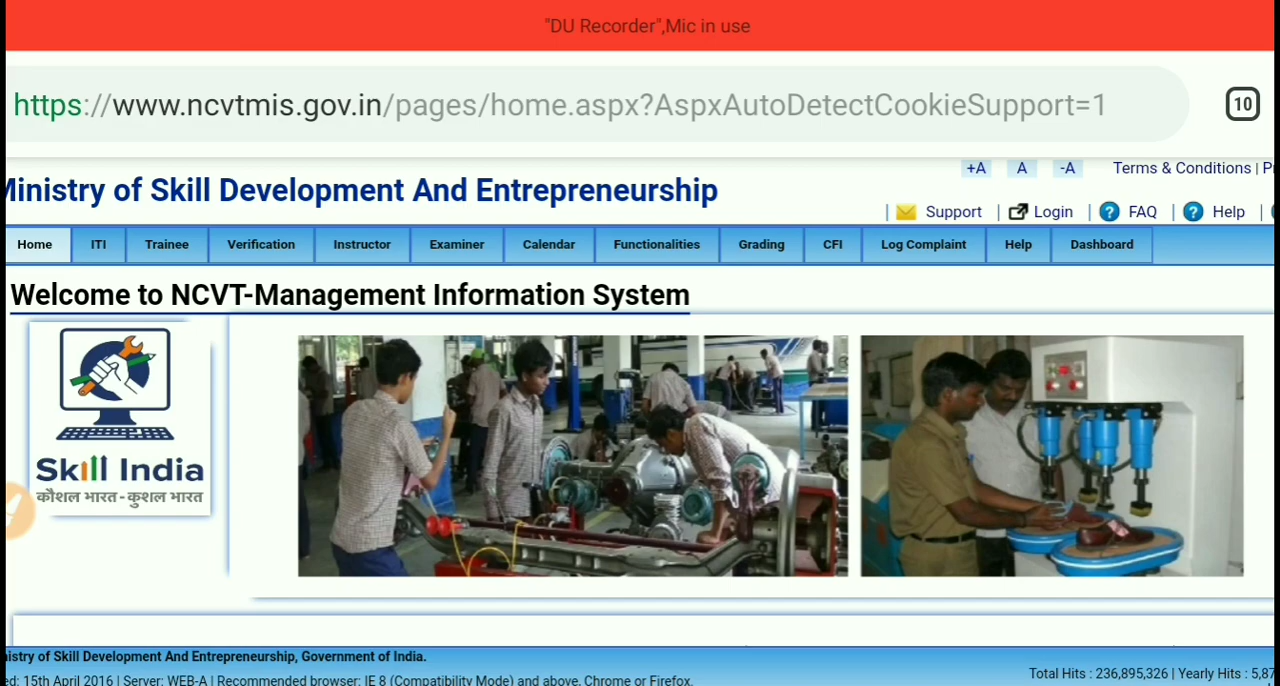 "DU Recorder",Mic in use
https://www.ncvtmis.gov.in/pages/home.aspx?AspxAutoDetectCookieSupport=1
10
+A A -A Terms & Conditions |
Ministry of Skill Development And Entrepreneurship
| Support | Login | FAQ | Help |
Home ITI Trainee Verification Instructor Examiner Calendar Functionalities Grading CFI Log Complaint Help Dashboard
Welcome to NCVT-Management Information System
Skill India
कौशल भारत - कुशल भारत
of Skill Development And Entrepreneurship, Government of India.
15th April 2016 | Server: WEB-A | Recommended browser: IE 8 (Compatibility Mode) and above, Chrome or Firefox.
Total Hits : 236,895,326 | Yearly Hits : 5,87